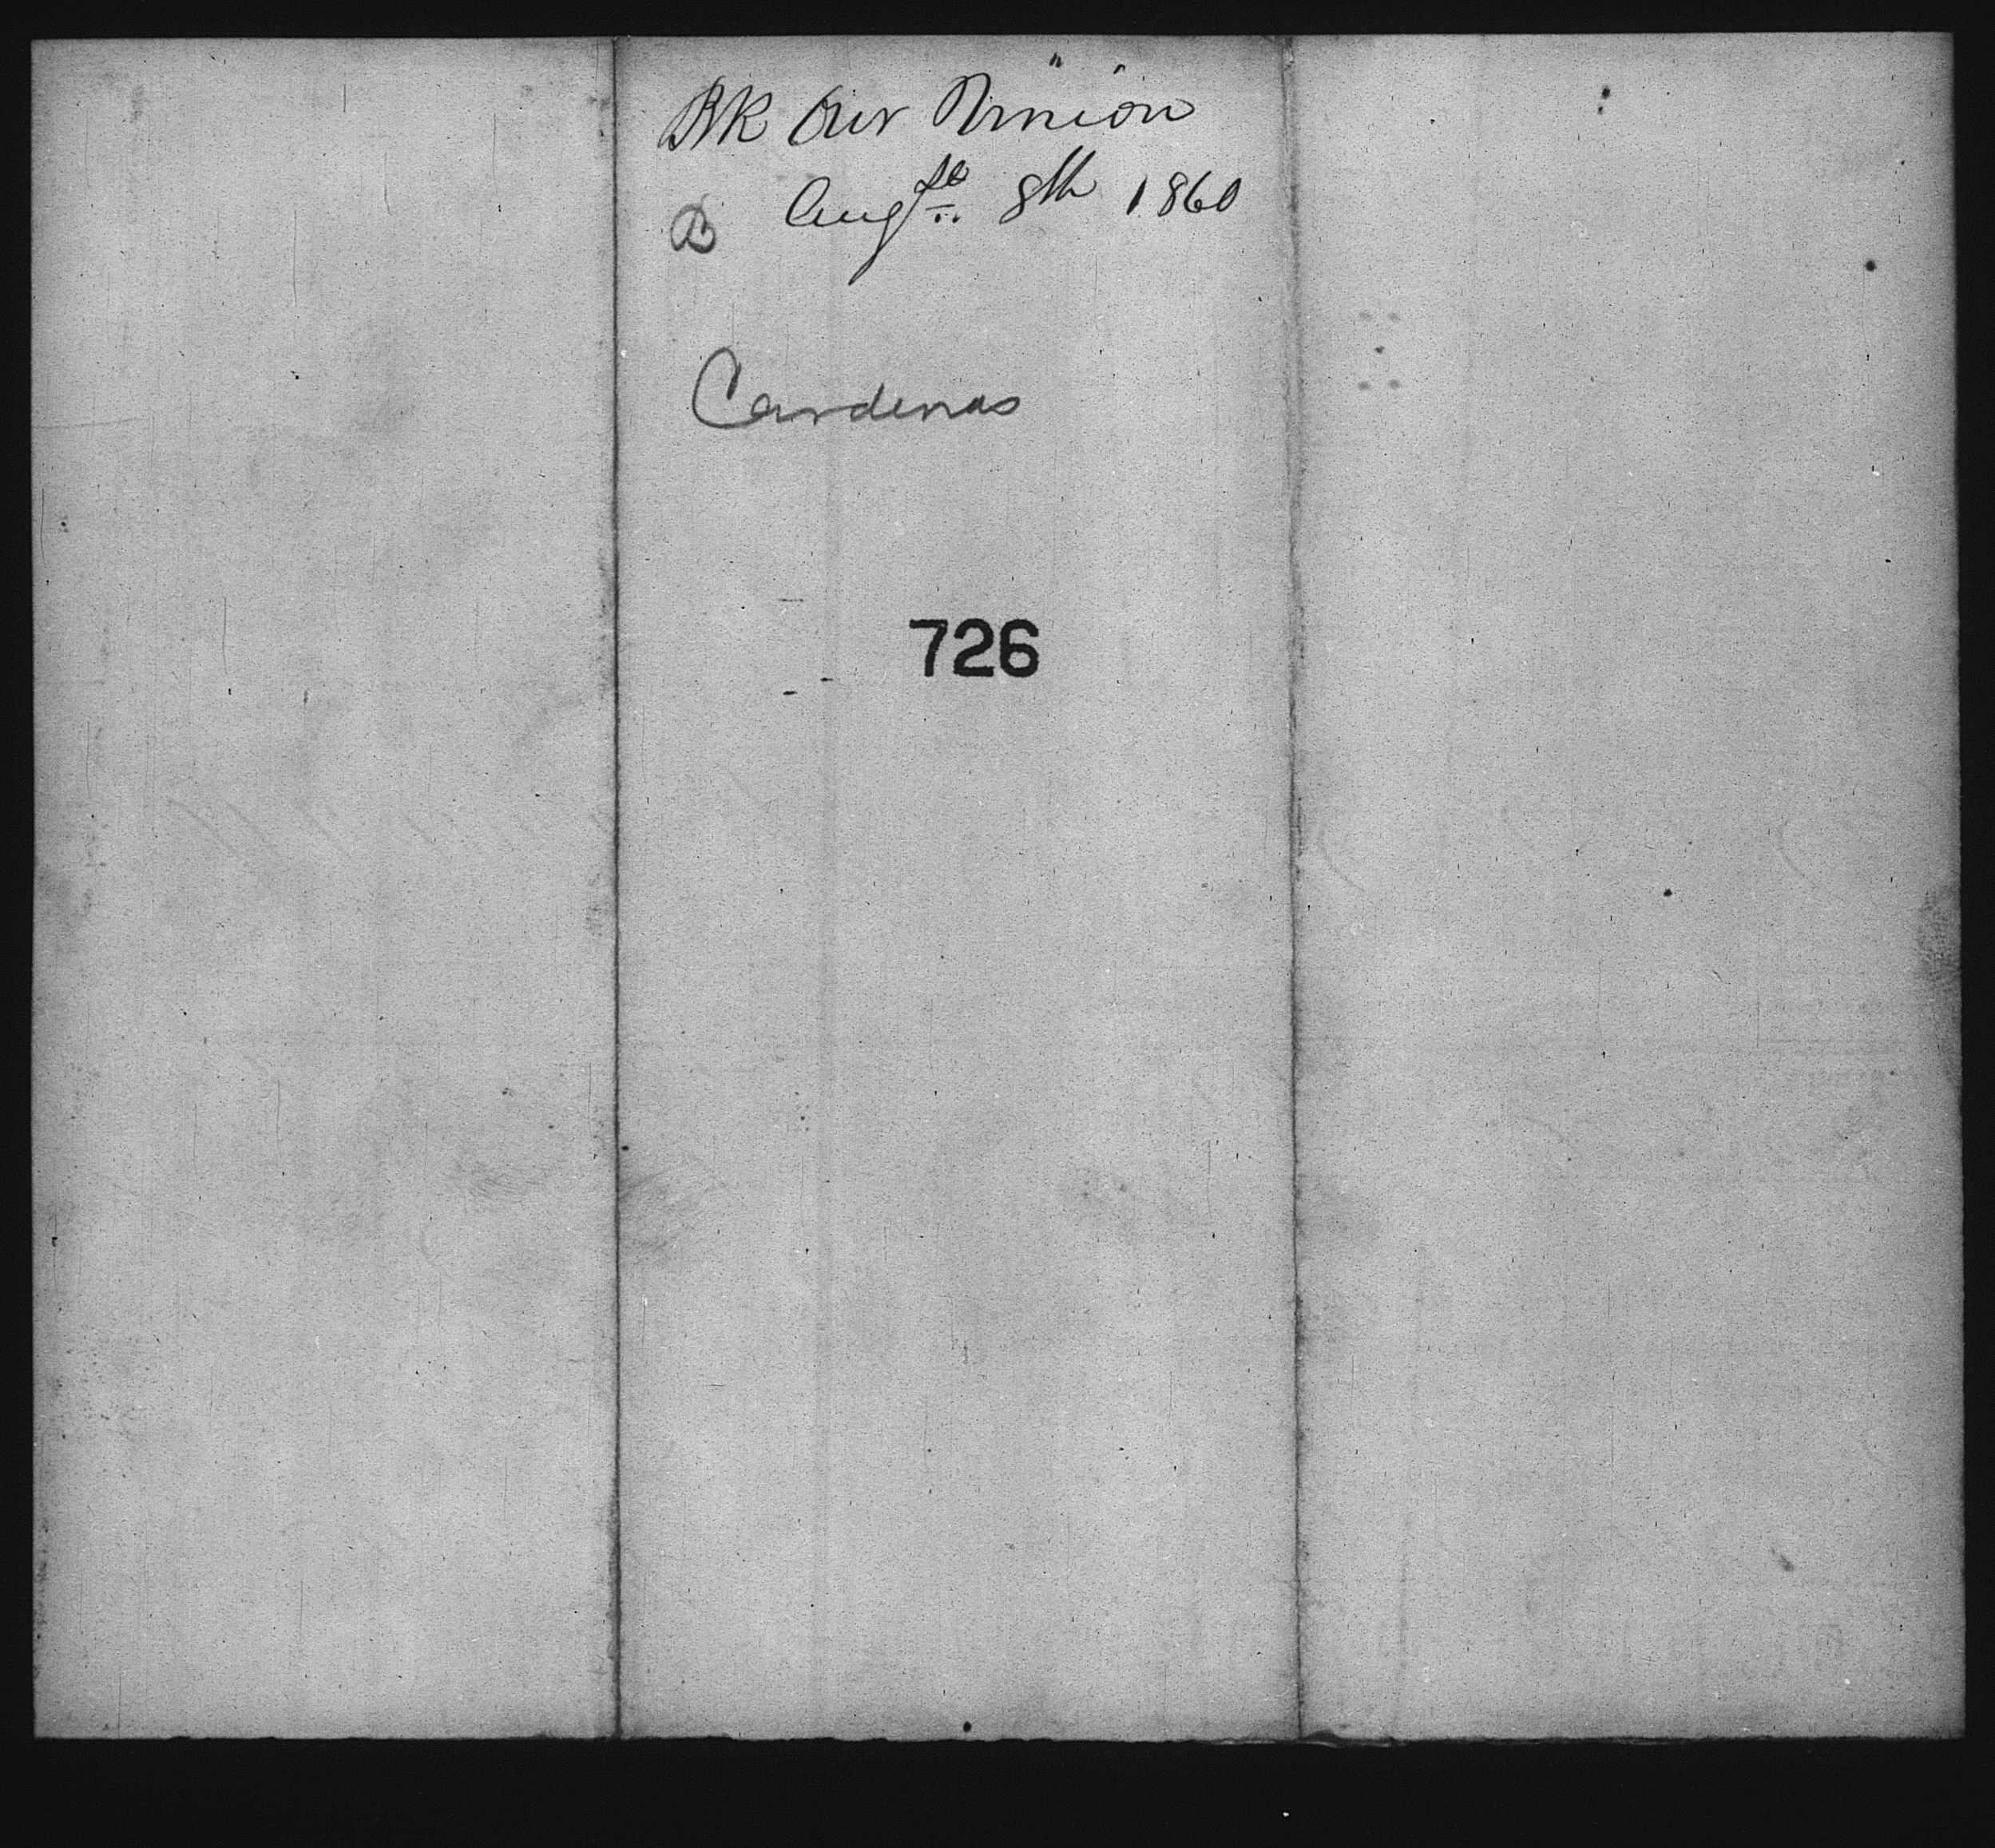 BK Our Union
Augst 8th 1860
B
Cardenas
726